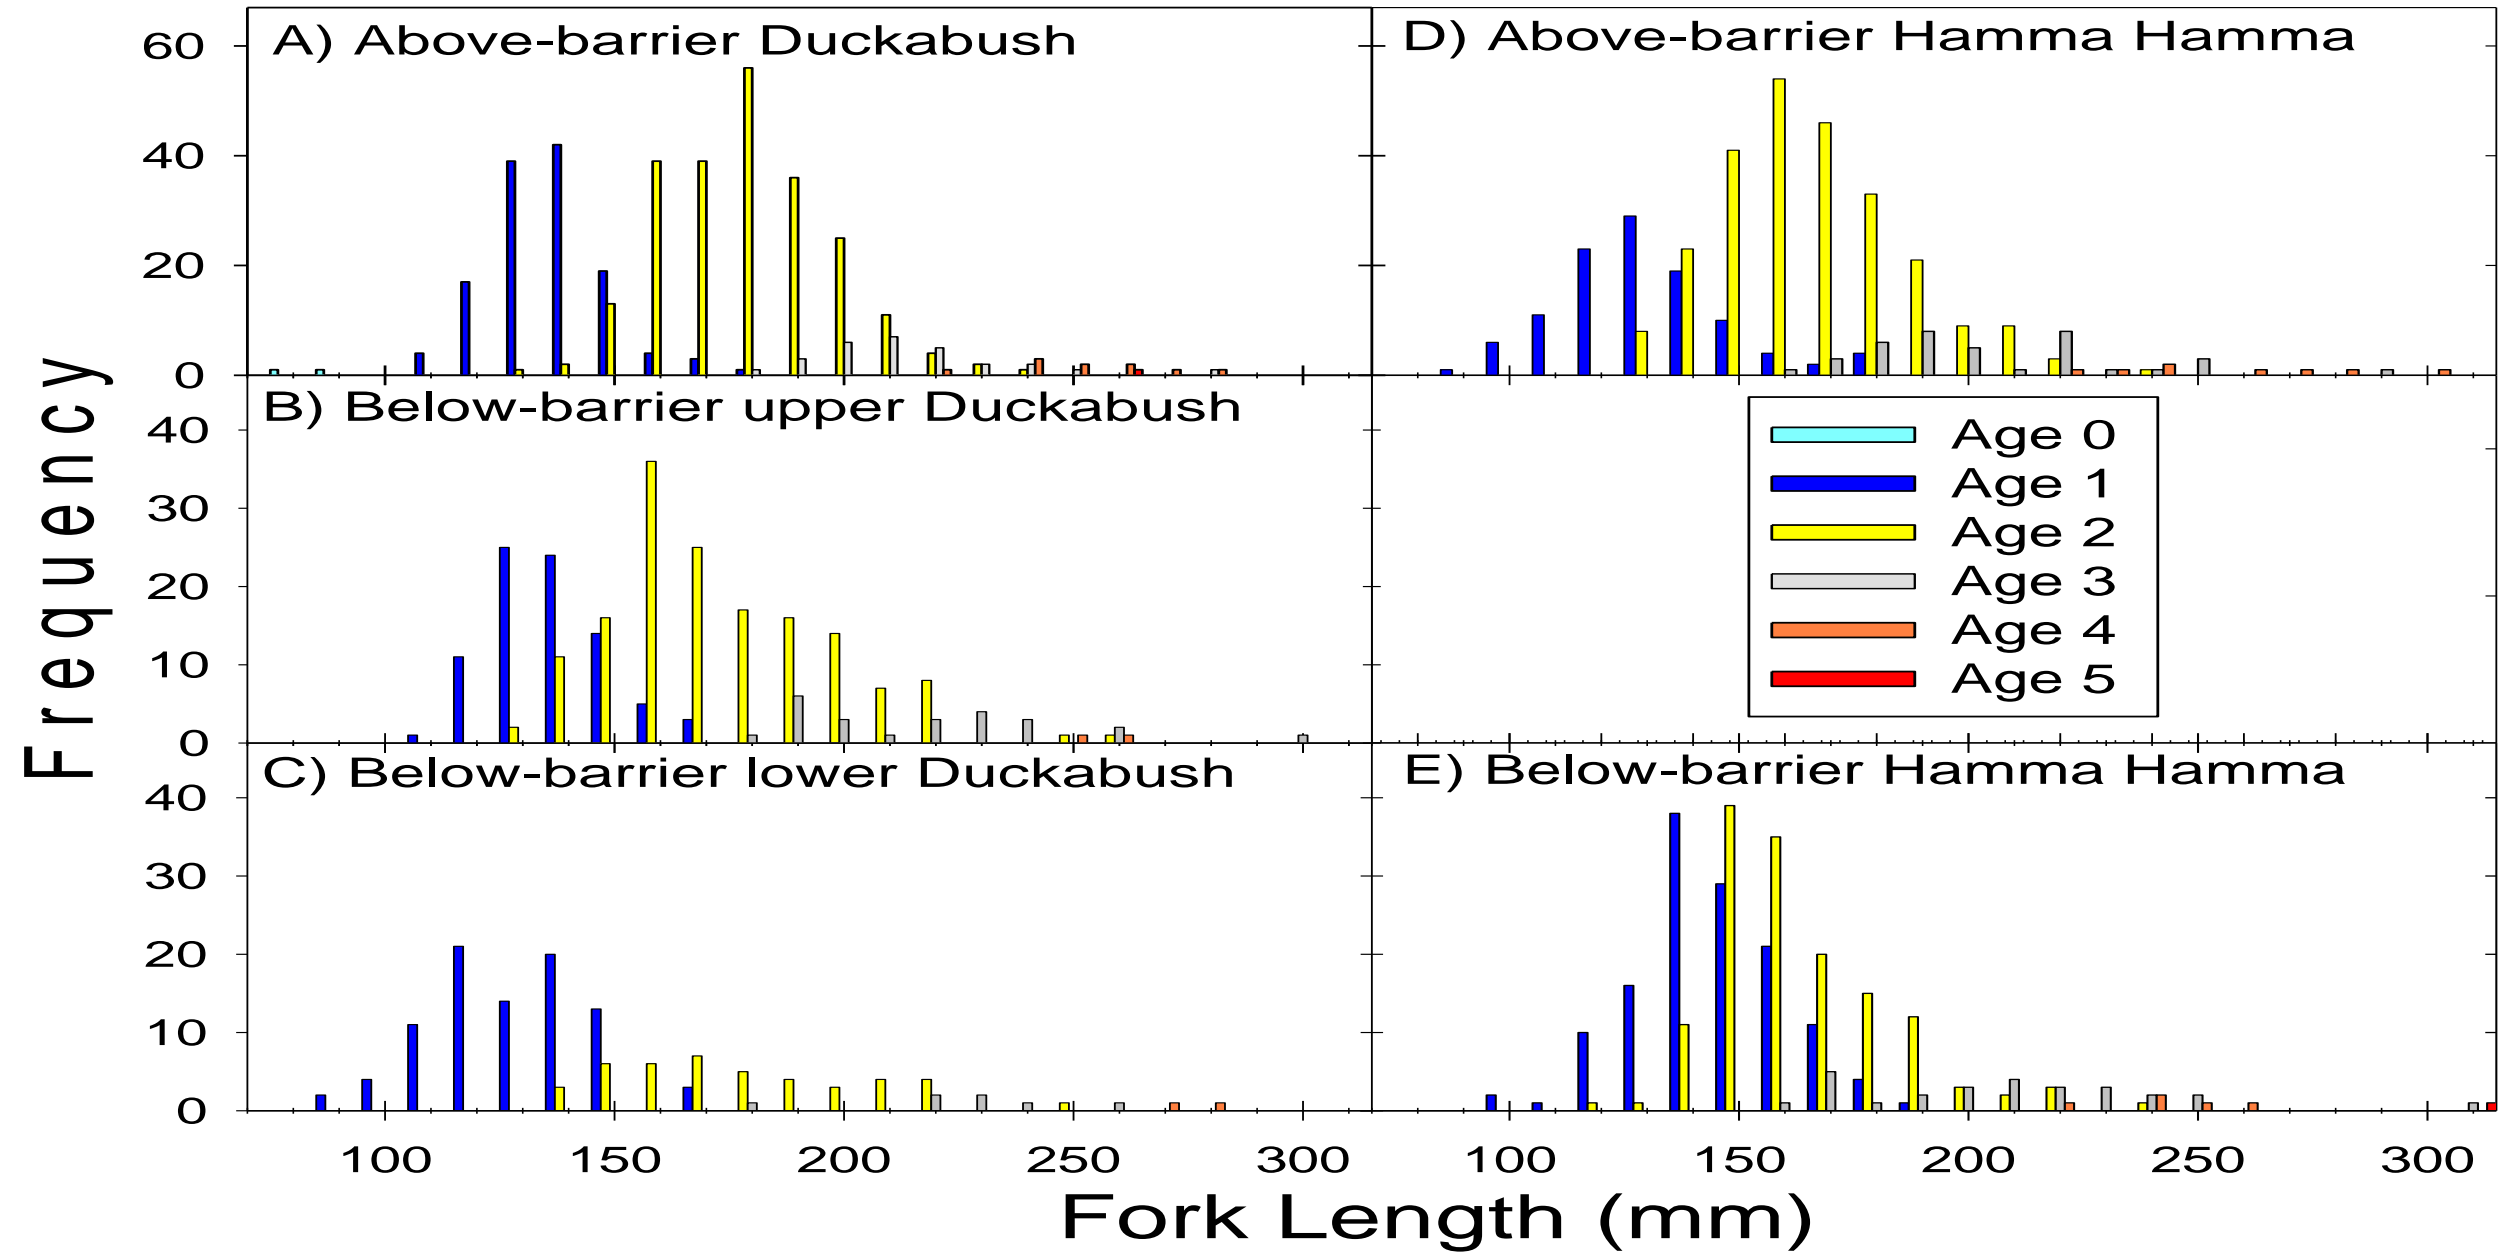 A) Above-barrier Duckabush
60
40
20
0
B) Below-barrier upper Duckabush
40
30
20
10
0
C) Below-barrier lower Duckabush
40
30
20
10
0
100 150 200 250 300
D) Above-barrier Hamma Hamma
Age 0
Age 1
Age 2
Age 3
Age 4
Age 5
E) Below-barrier Hamma Hamma
100 150 200 250 300
Frequency
Fork Length (mm)